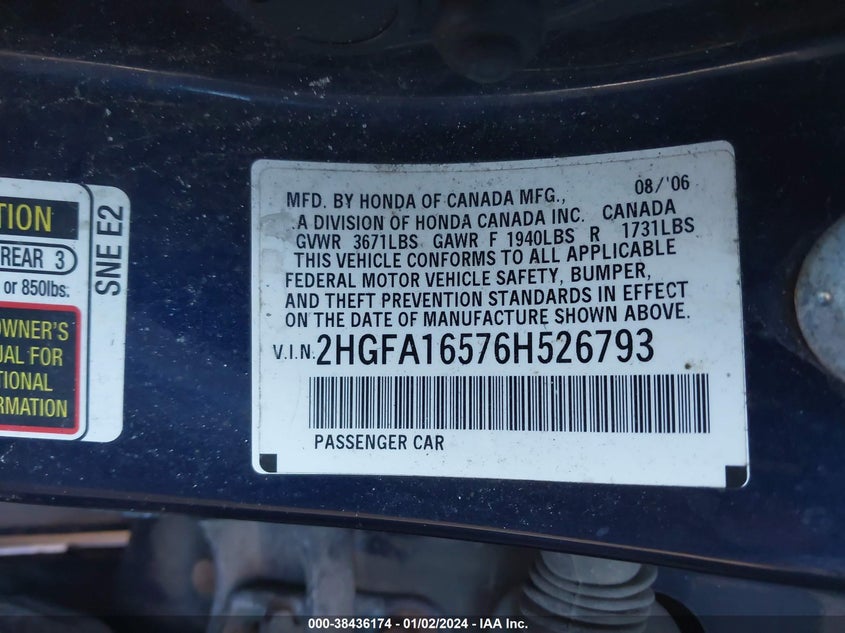 TION
REAR 3
or 850lbs.
OWNER'S
UAL FOR
TIONAL
RMATION
SNE E2
MFD. BY HONDA OF CANADA MFG., 08/'06
A DIVISION OF HONDA CANADA INC. CANADA
GVWR 3671LBS GAWR F 1940LBS R 1731LBS
THIS VEHICLE CONFORMS TO ALL APPLICABLE
FEDERAL MOTOR VEHICLE SAFETY, BUMPER,
AND THEFT PREVENTION STANDARDS IN EFFECT
ON THE DATE OF MANUFACTURE SHOWN ABOVE.
V.I.N. 2HGFA16576H526793
PASSENGER CAR
000-38436174 - 01/02/2024 - IAA Inc.